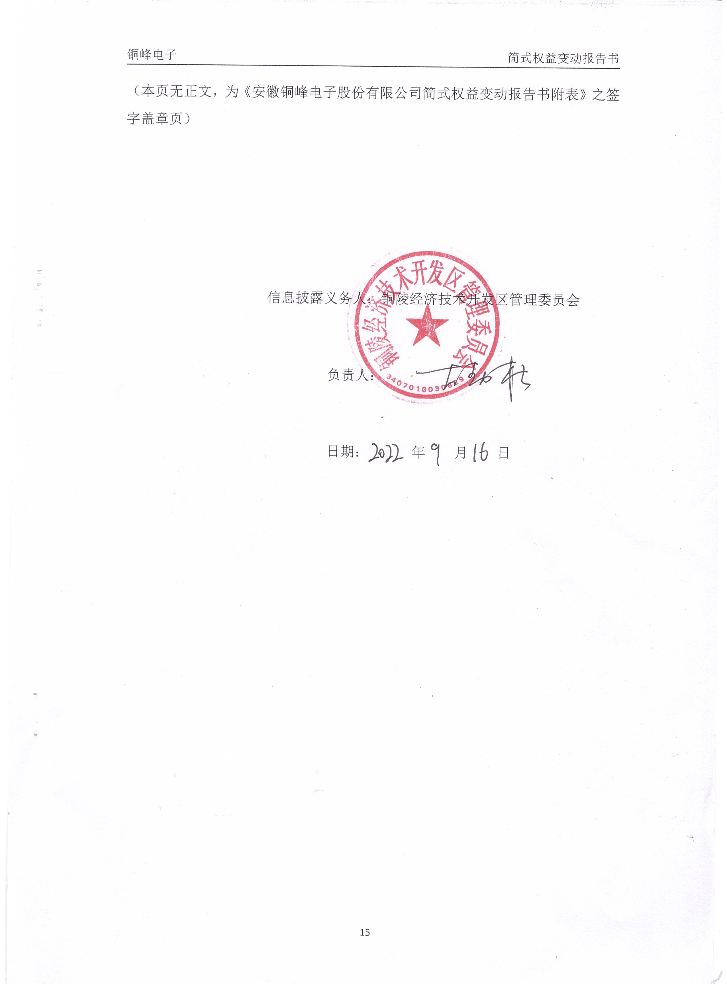 铜峰电子
简式权益变动报告书
（本页无正文，为《安徽铜峰电子股份有限公司简式权益变动报告书附表》之签
字盖章页）
铜陵经济技术开发区管理委员会
信息披露义务人：铜陵经济技术开发区管理委员会
负责人：
日期：2022 年 9 月 16 日
15